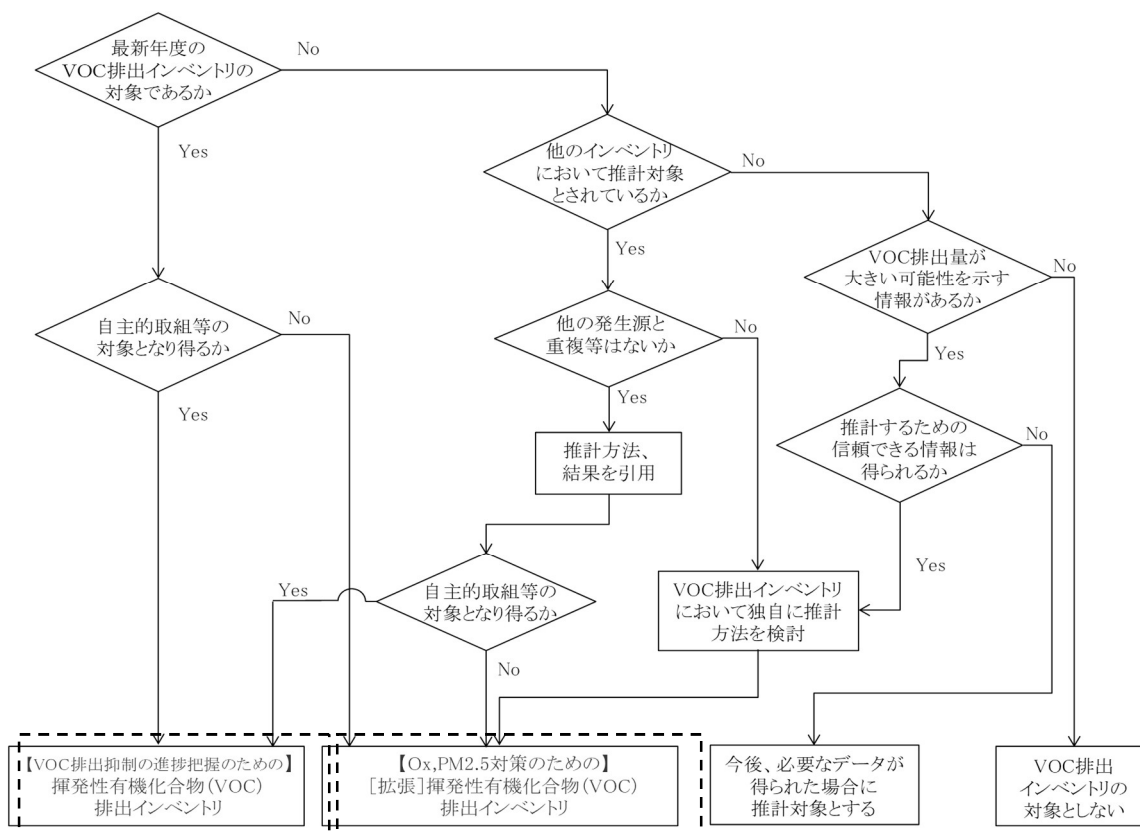 最新年度の
VOC排出インベントリの
対象であるか
No
Yes
他のインベントリ
において推計対象
とされているか
No
Yes
VOC排出量が
大きい可能性を示す
情報があるか
No
Yes
自主的取組等の
対象となり得るか
No
Yes
他の発生源と
重複等はないか
No
Yes
推計するための
信頼できる情報は
得られるか
No
Yes
推計方法、
結果を引用
自主的取組等の
対象となり得るか
Yes
No
VOC排出インベントリ
において独自に推計
方法を検討
【VOC排出抑制の進捗把握のための】
揮発性有機化合物(VOC)
排出インベントリ
【Ox,PM2.5対策のための】
[拡張]揮発性有機化合物(VOC)
排出インベントリ
今後、必要なデータが
得られた場合に
推計対象とする
VOC排出
インベントリの
対象としない